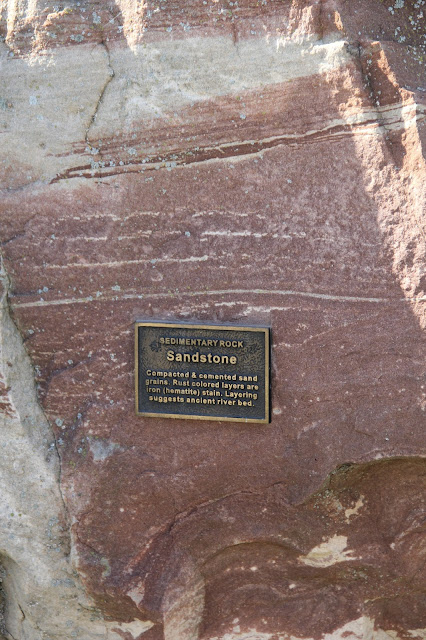 SEDIMENTARY ROCK
Sandstone
Compacted & cemented sand
grains. Rust colored layers are
iron (hematite) stain. Layering
suggests ancient river bed.